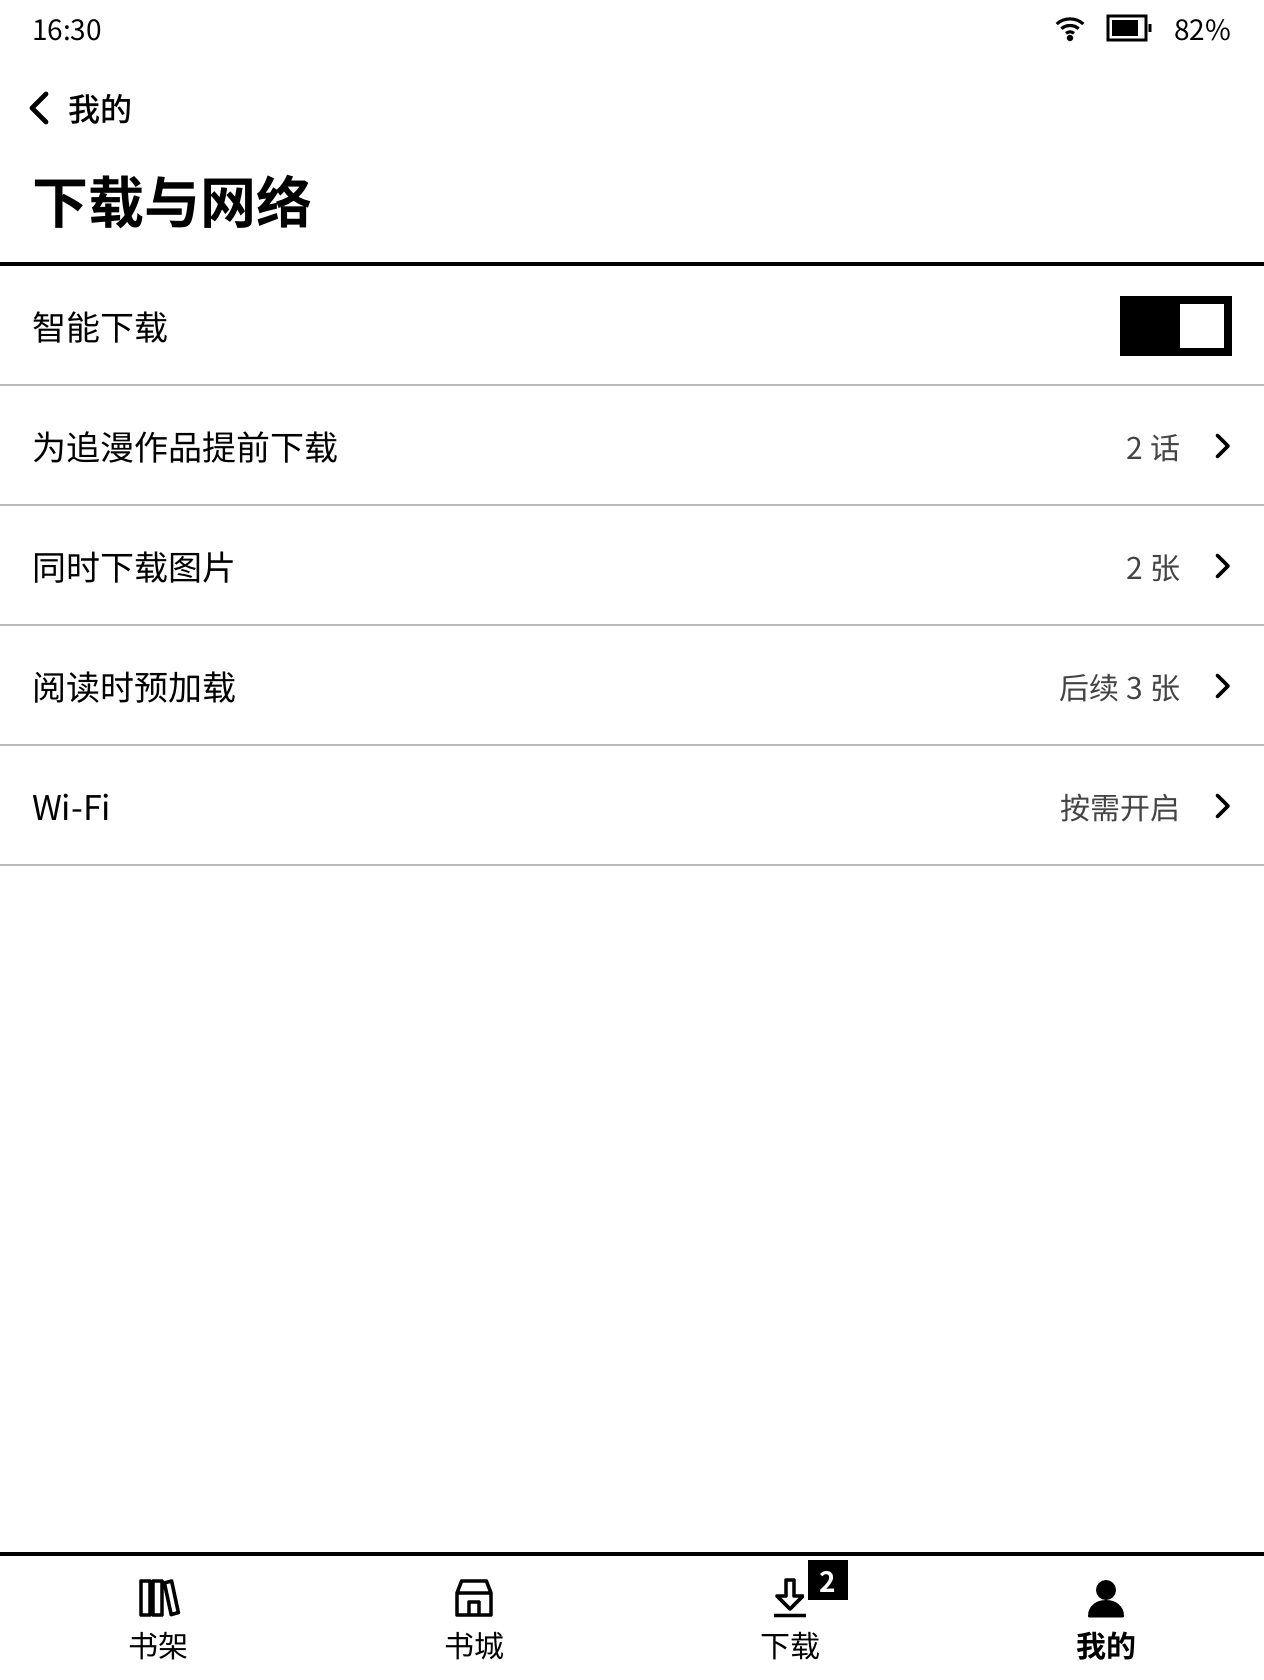 16:30
82%
我的
下载与网络
智能下载
为追漫作品提前下载
2 话
同时下载图片
2 张
阅读时预加载
后续 3 张
Wi-Fi
按需开启
2
书架
书城
下载
我的